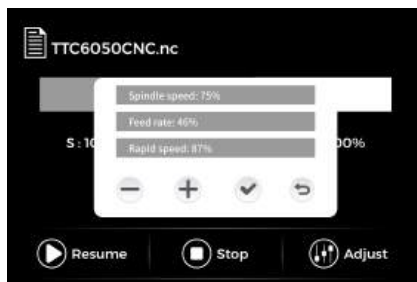 TTC6050CNC.nc
Spindle speed: 75%
Feed rate: 46%
S : 10 00%
Rapid speed: 87%
Resume Stop Adjust